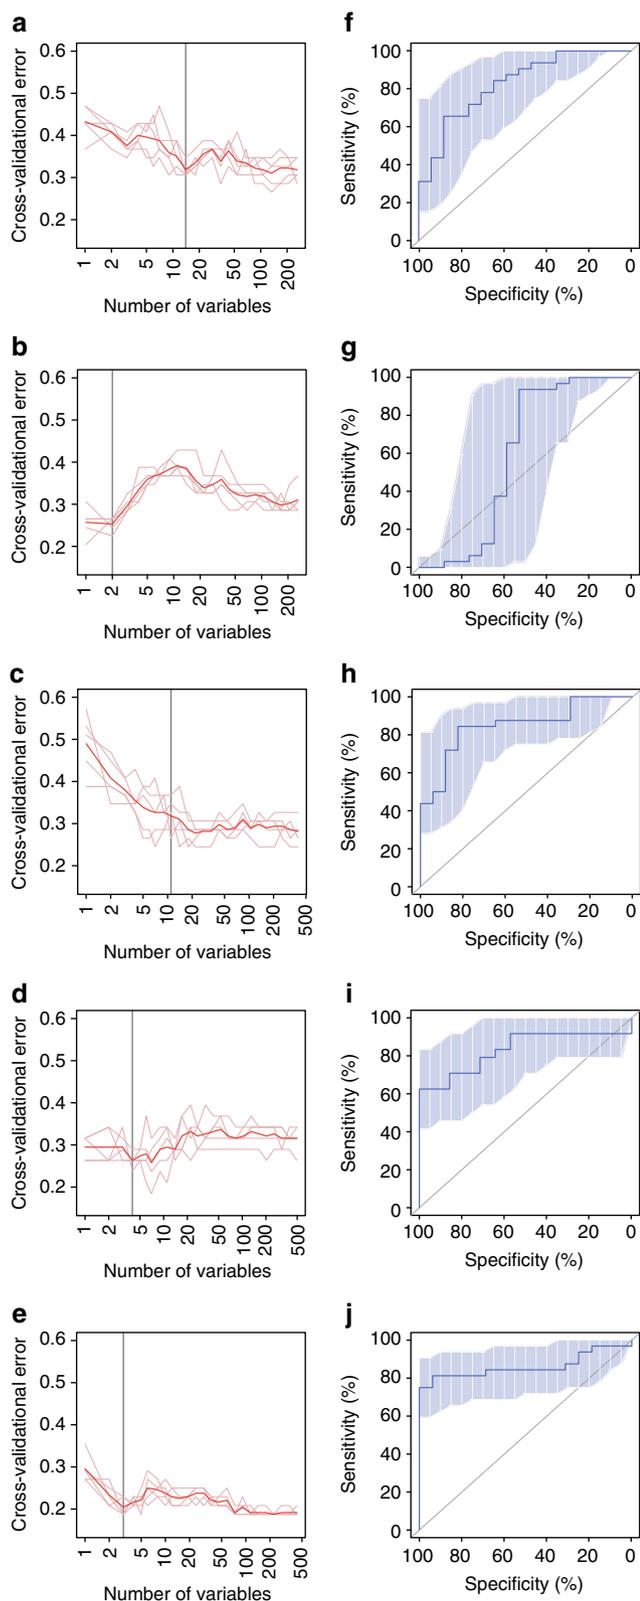 a
0.6
0.5
0.4
0.3
0.2
Cross-validational error
1 2 5 10 20 50 100 200
Number of variables
f
100
80
60
40
20
0
Sensitivity (%)
100 80 60 40 20 0
Specificity (%)
b
0.6
0.5
0.4
0.3
0.2
Cross-validational error
1 2 5 10 20 50 100 200
Number of variables
g
100
80
60
40
20
0
Sensitivity (%)
100 80 60 40 20 0
Specificity (%)
c
0.6
0.5
0.4
0.3
0.2
Cross-validational error
1 2 5 10 20 50 100 200 500
Number of variables
h
100
80
60
40
20
0
Sensitivity (%)
100 80 60 40 20 0
Specificity (%)
d
0.6
0.5
0.4
0.3
0.2
Cross-validational error
1 2 5 10 20 50 100 200 500
Number of variables
i
100
80
60
40
20
0
Sensitivity (%)
100 80 60 40 20 0
Specificity (%)
e
0.6
0.5
0.4
0.3
0.2
Cross-validational error
1 2 5 10 20 50 100 200 500
Number of variables
j
100
80
60
40
20
0
Sensitivity (%)
100 80 60 40 20 0
Specificity (%)